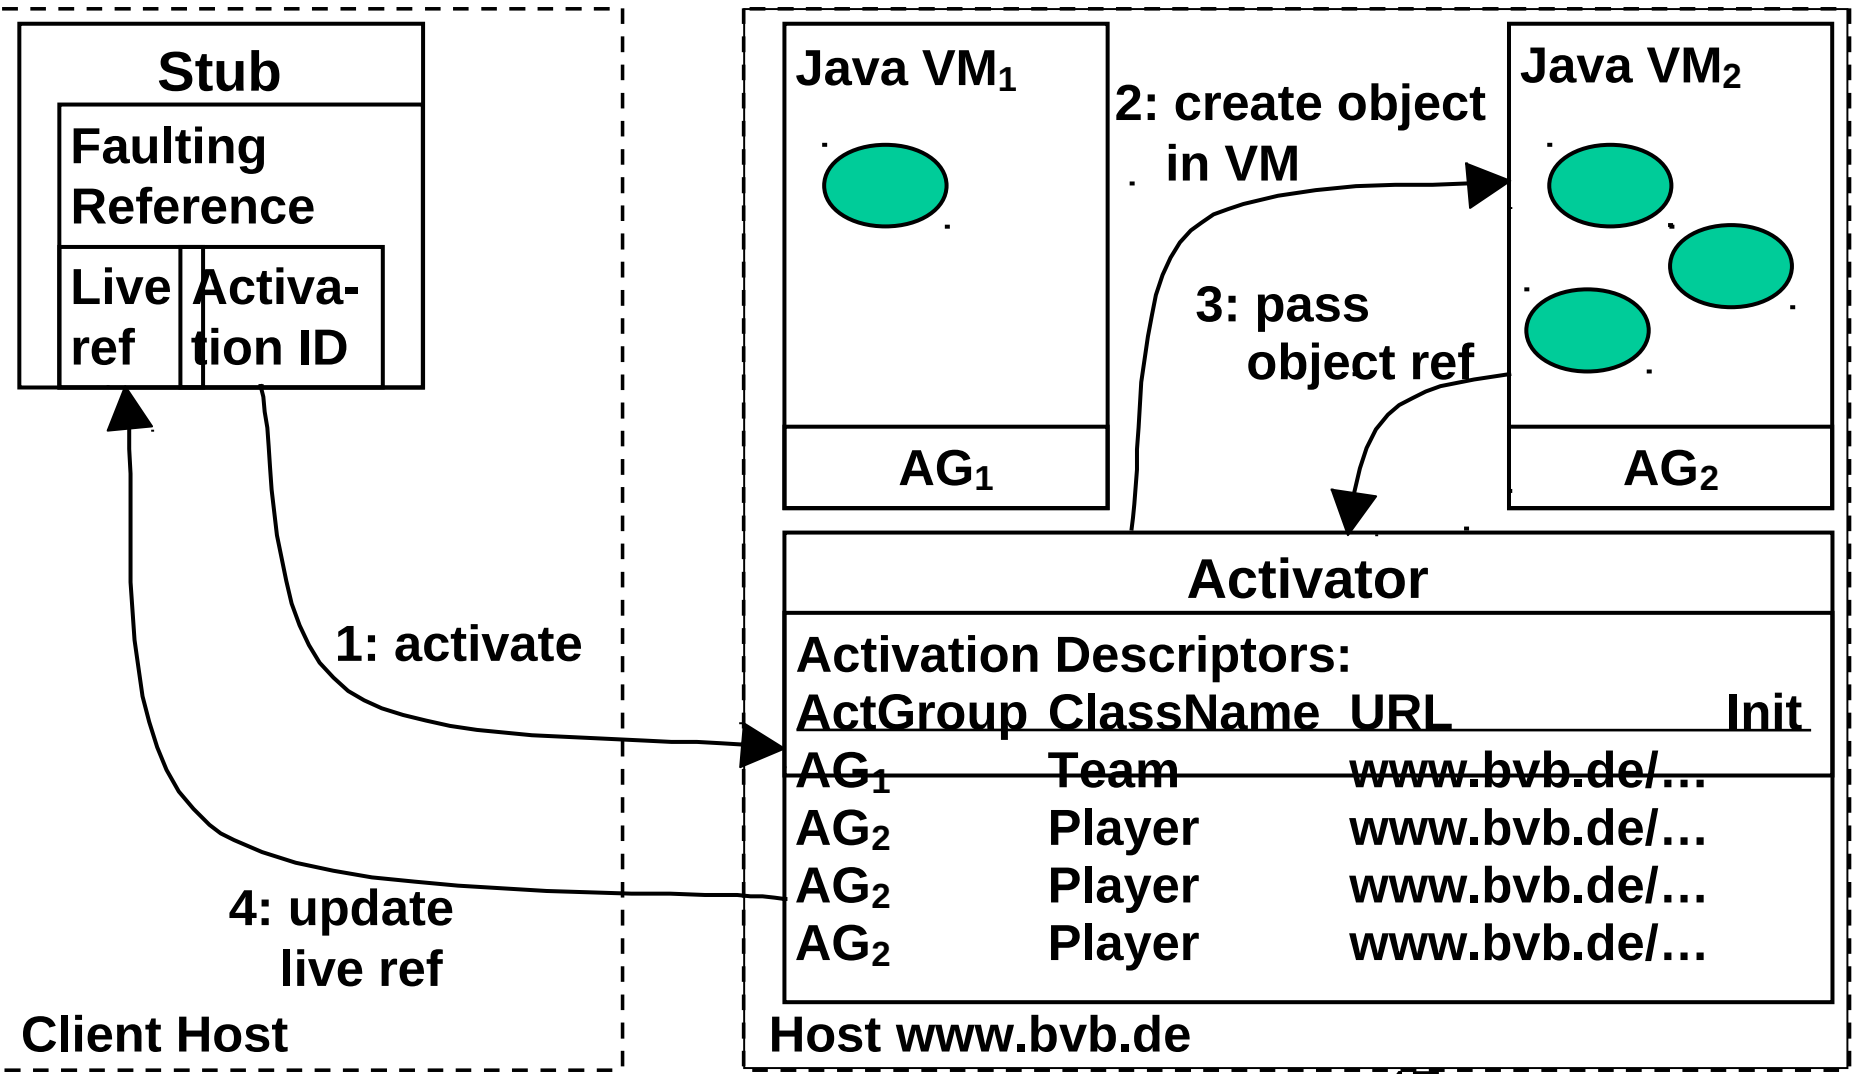 Stub
Faulting
Reference
Live
ref
Activa-
tion ID
1: activate
4: update
live ref
Client Host
Java VM1
AG1
2: create object
in VM
3: pass
object ref
Java VM2
AG2
Activator
Activation Descriptors:
ActGroup ClassName URL Init
AG1 Team www.bvb.de/…
AG2 Player www.bvb.de/…
AG2 Player www.bvb.de/…
AG2 Player www.bvb.de/…
Host www.bvb.de